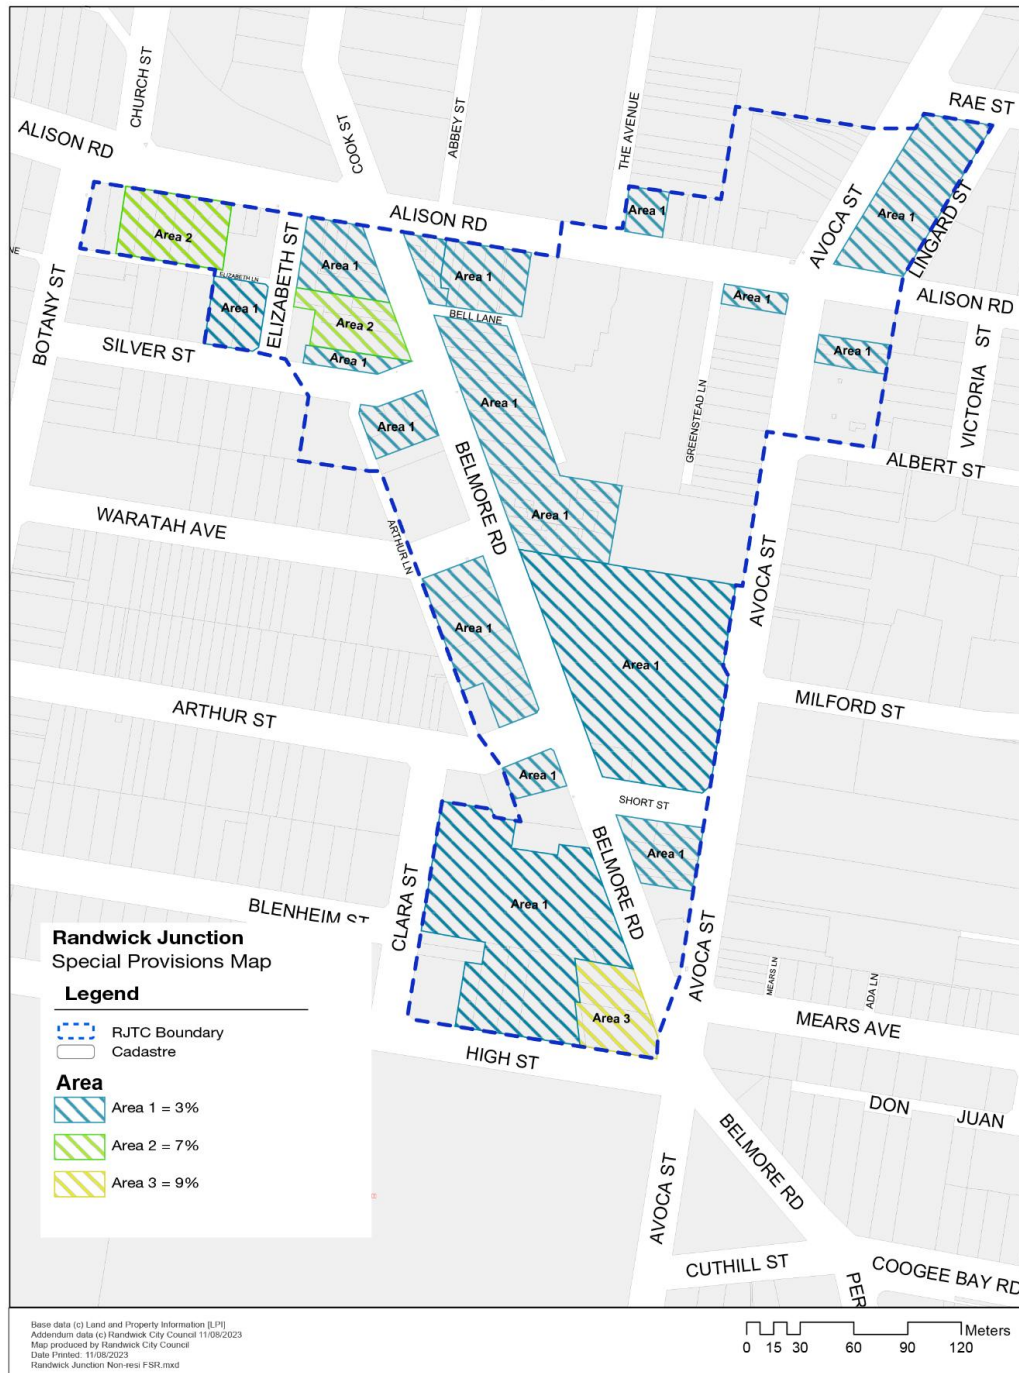 RAE ST
CHURCH ST
COOK ST
ABBEY ST
THE AVENUE
ALISON RD
AVOCA ST
LINGARD ST
Area 1
Area 1
ALISON RD
Area 2
ELIZABETH ST
ELIZABETH LN
NE
Area 1
Area 1
Area 1
Area 1
ALISON RD
BOTANY ST
BELL LANE
Area 2
SILVER ST
Area 1
Area 1
VICTORIA ST
GREENSTEAD LN
Area 1
Area 1
BELMORE RD
ALBERT ST
WARATAH AVE
ARTHUR LN
Area 1
AVOCA ST
Area 1
Area 1
ARTHUR ST
MILFORD ST
Area 1
SHORT ST
BELMORE RD
Area 1
CLARA ST
BLENHEIM ST
Area 1
AVOCA ST
MEARS LN
ADA LN
Area 3
MEARS AVE
HIGH ST
DON JUAN
BELMORE RD
AVOCA ST
CUTHILL ST
COOGEE BAY RD
PER
Randwick Junction
Special Provisions Map
Legend
RJTC Boundary
Cadastre
Area
Area 1 = 3%
Area 2 = 7%
Area 3 = 9%
Base data (c) Land and Property Information [LPI]
Addendum data (c) Randwick City Council 11/08/2023
Map produced by Randwick City Council
Date Printed: 11/08/2023
Randwick Junction Non-resi FSR.mxd
Meters
0 15 30 60 90 120